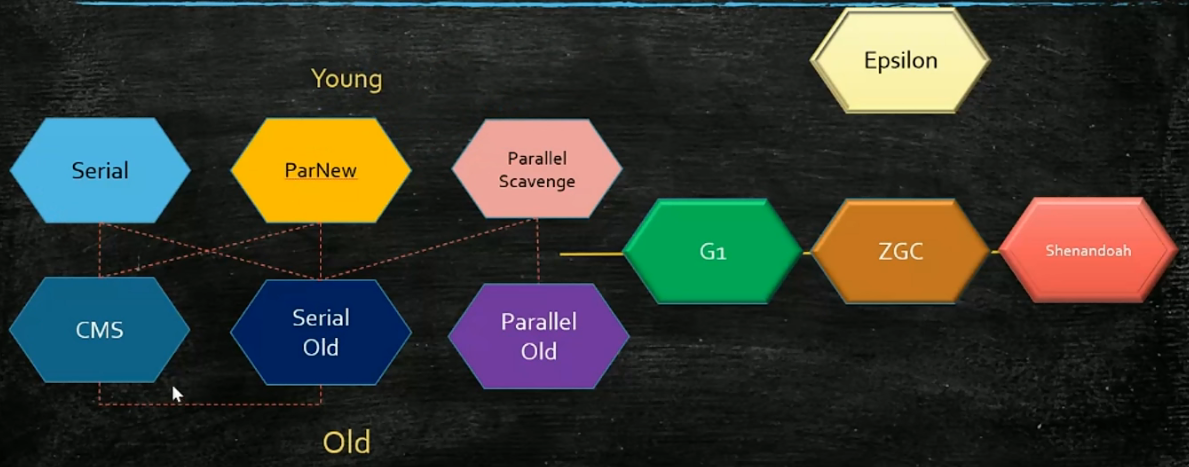 Epsilon
Young
Serial
ParNew
Parallel
Scavenge
G1
ZGC
Shenandoah
CMS
Serial
Old
Parallel
Old
Old